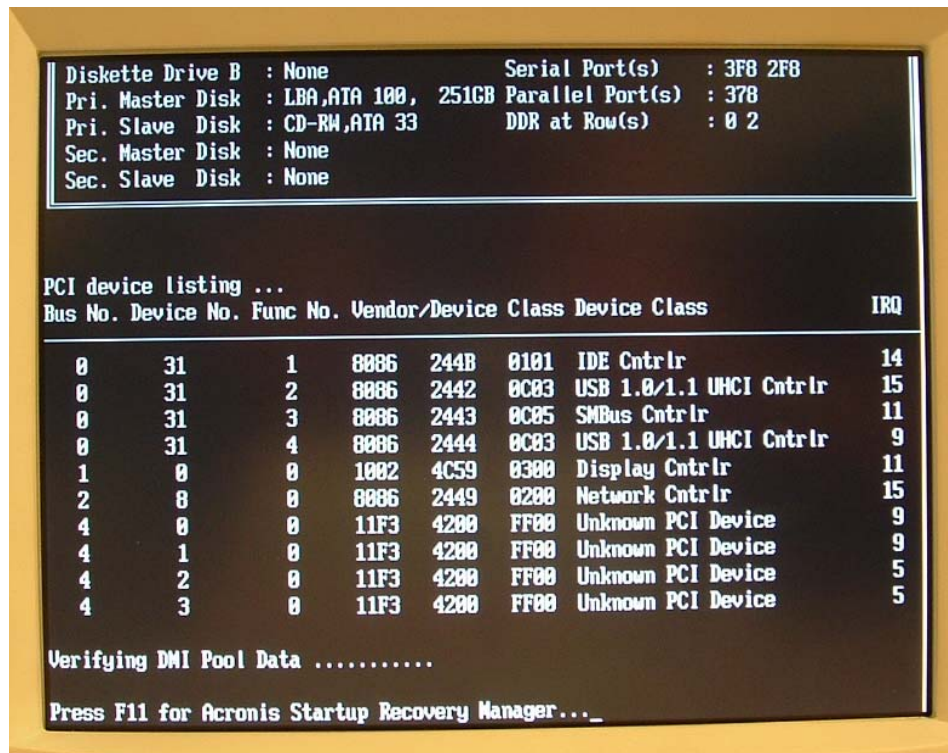 Diskette Drive B : None Serial Port(s) : 3F8 2F8
Pri. Master Disk : LBA,ATA 100, 251GB Parallel Port(s) : 378
Pri. Slave Disk : CD-RW,ATA 33 DDR at Row(s) : 0 2
Sec. Master Disk : None
Sec. Slave Disk : None
PCI device listing ...
Bus No. Device No. Func No. Vendor/Device Class Device Class IRQ
0 31 1 8086 244B 0101 IDE Cntrlr 14
0 31 2 8086 2442 0C03 USB 1.0/1.1 UHCI Cntrlr 15
0 31 3 8086 2443 0C05 SMBus Cntrlr 11
0 31 4 8086 2444 0C03 USB 1.0/1.1 UHCI Cntrlr 9
1 0 0 1002 4C59 0300 Display Cntrlr 11
2 8 0 8086 2449 0200 Network Cntrlr 15
4 0 0 11F3 4200 FF00 Unknown PCI Device 9
4 1 0 11F3 4200 FF00 Unknown PCI Device 9
4 2 0 11F3 4200 FF00 Unknown PCI Device 5
4 3 0 11F3 4200 FF00 Unknown PCI Device 5
Verifying DMI Pool Data ...........
Press F11 for Acronis Startup Recovery Manager..._